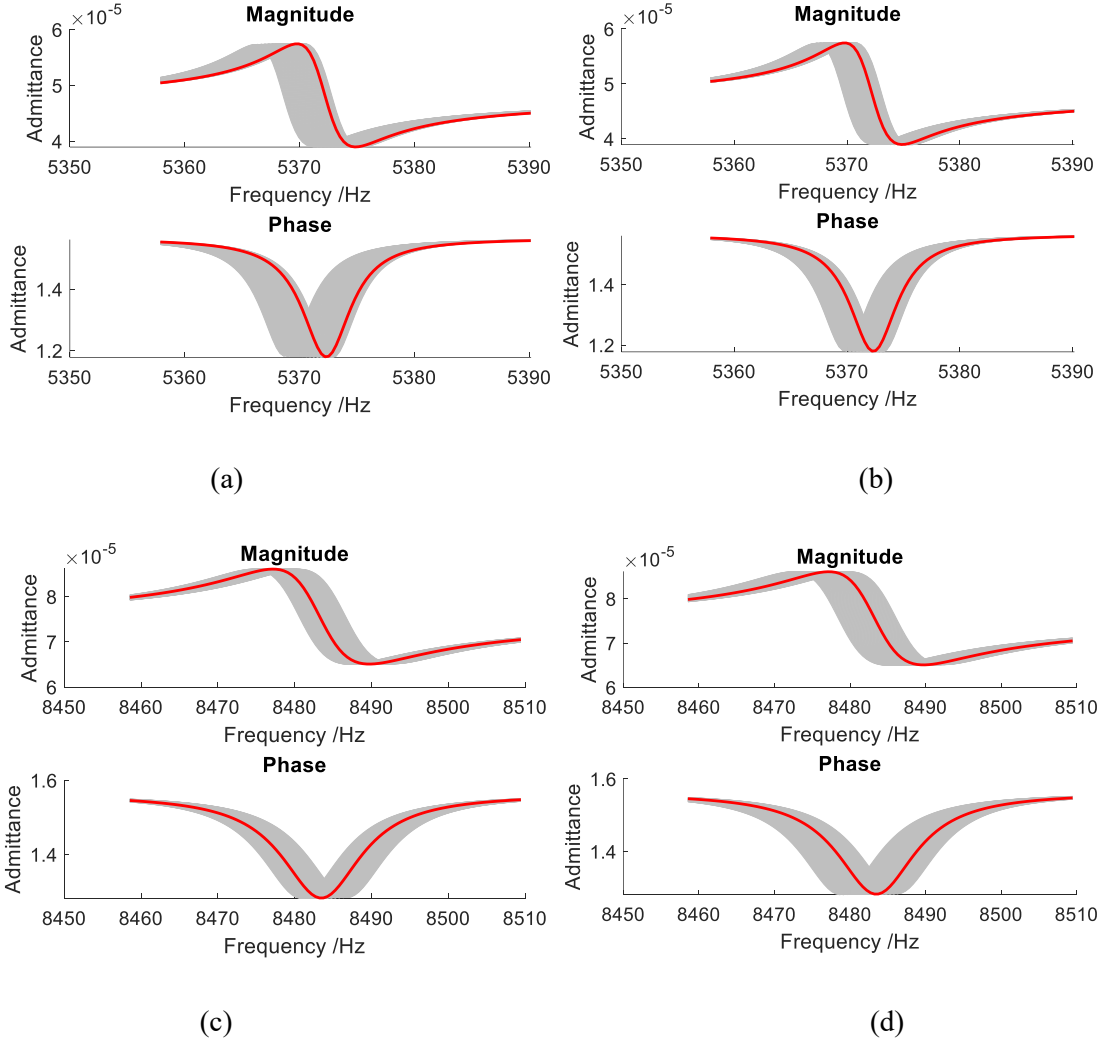 ×10⁻⁵
Magnitude
6
5
4
Admittance
5350 5360 5370 5380 5390
Frequency /Hz
Phase
1.4
1.2
Admittance
5350 5360 5370 5380 5390
Frequency /Hz
(a)
×10⁻⁵
Magnitude
6
5
4
Admittance
5350 5360 5370 5380 5390
Frequency /Hz
Phase
1.4
1.2
Admittance
5350 5360 5370 5380 5390
Frequency /Hz
(b)
×10⁻⁵
Magnitude
8
7
6
Admittance
8450 8460 8470 8480 8490 8500 8510
Frequency /Hz
Phase
1.6
1.4
Admittance
8450 8460 8470 8480 8490 8500 8510
Frequency /Hz
(c)
×10⁻⁵
Magnitude
8
7
6
Admittance
8450 8460 8470 8480 8490 8500 8510
Frequency /Hz
Phase
1.6
1.4
Admittance
8450 8460 8470 8480 8490 8500 8510
Frequency /Hz
(d)